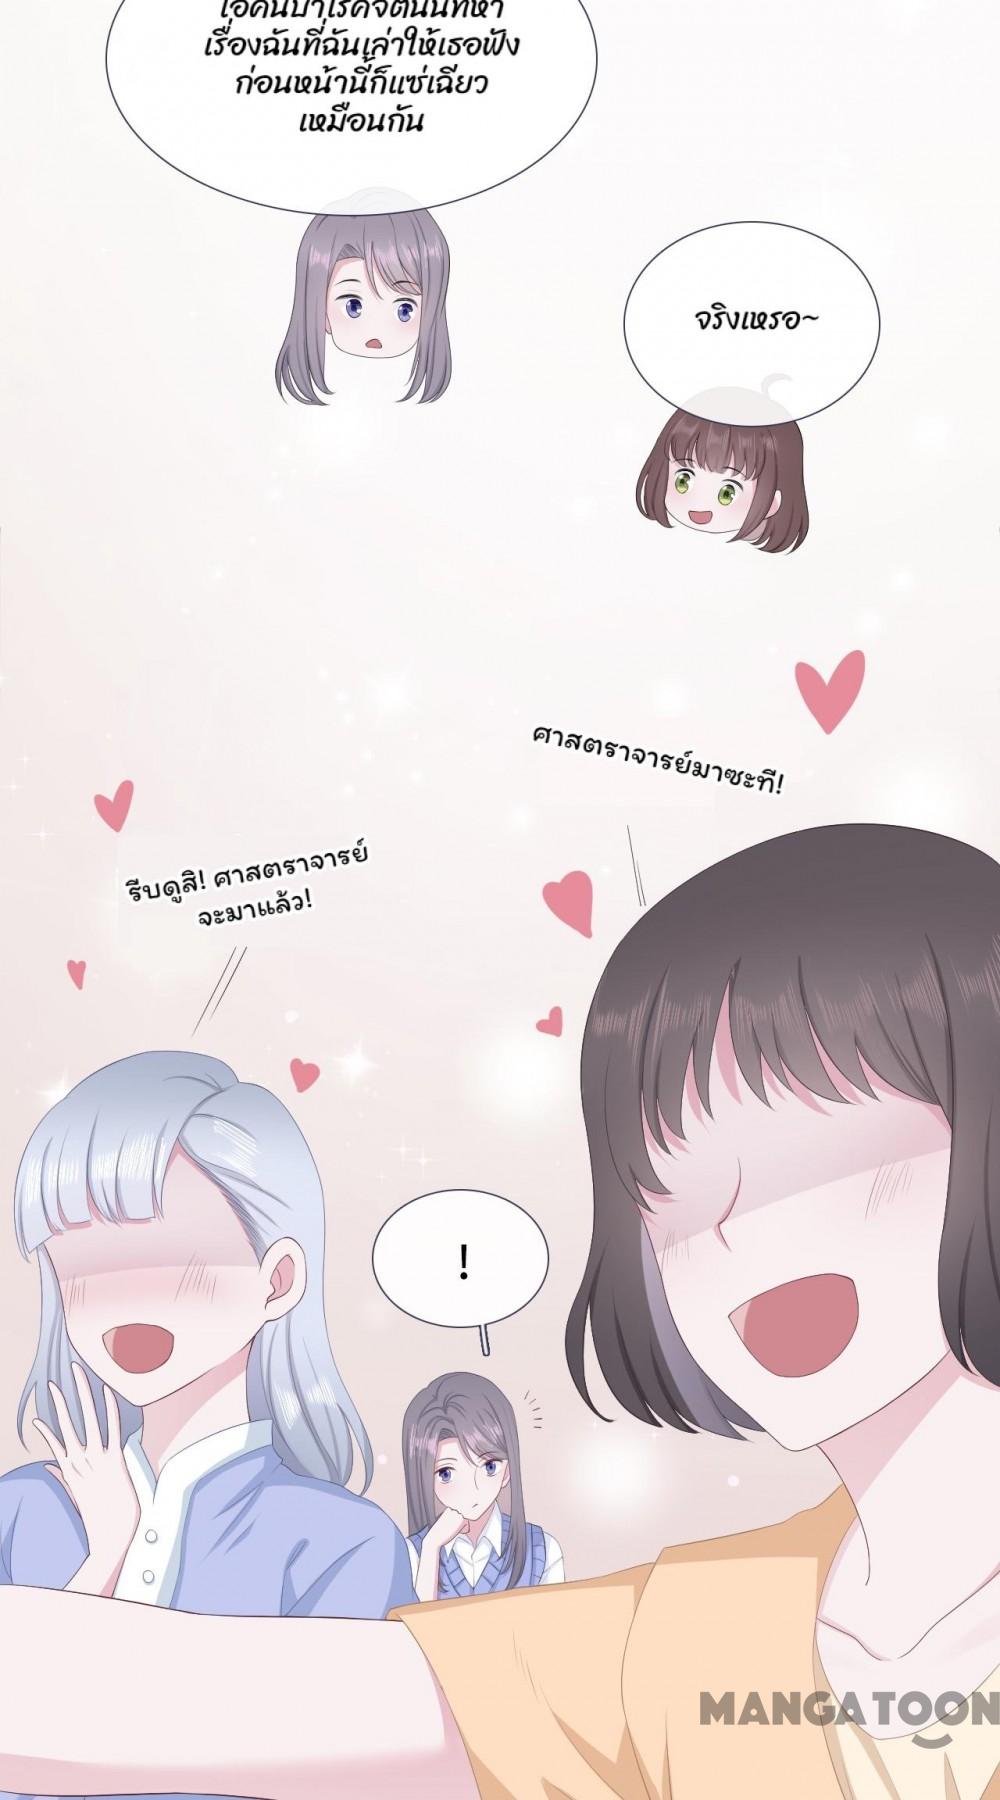 เรื่องฉันที่ฉันเล่าให้เธอฟัง
ก่อนหน้านี้ก็แซ่เฉียว
เหมือนกัน
จริงเหรอ~
ศาสตราจารย์มาซะที!
รีบดูสิ! ศาสตราจารย์
จะมาแล้ว!
!
MANGATOON